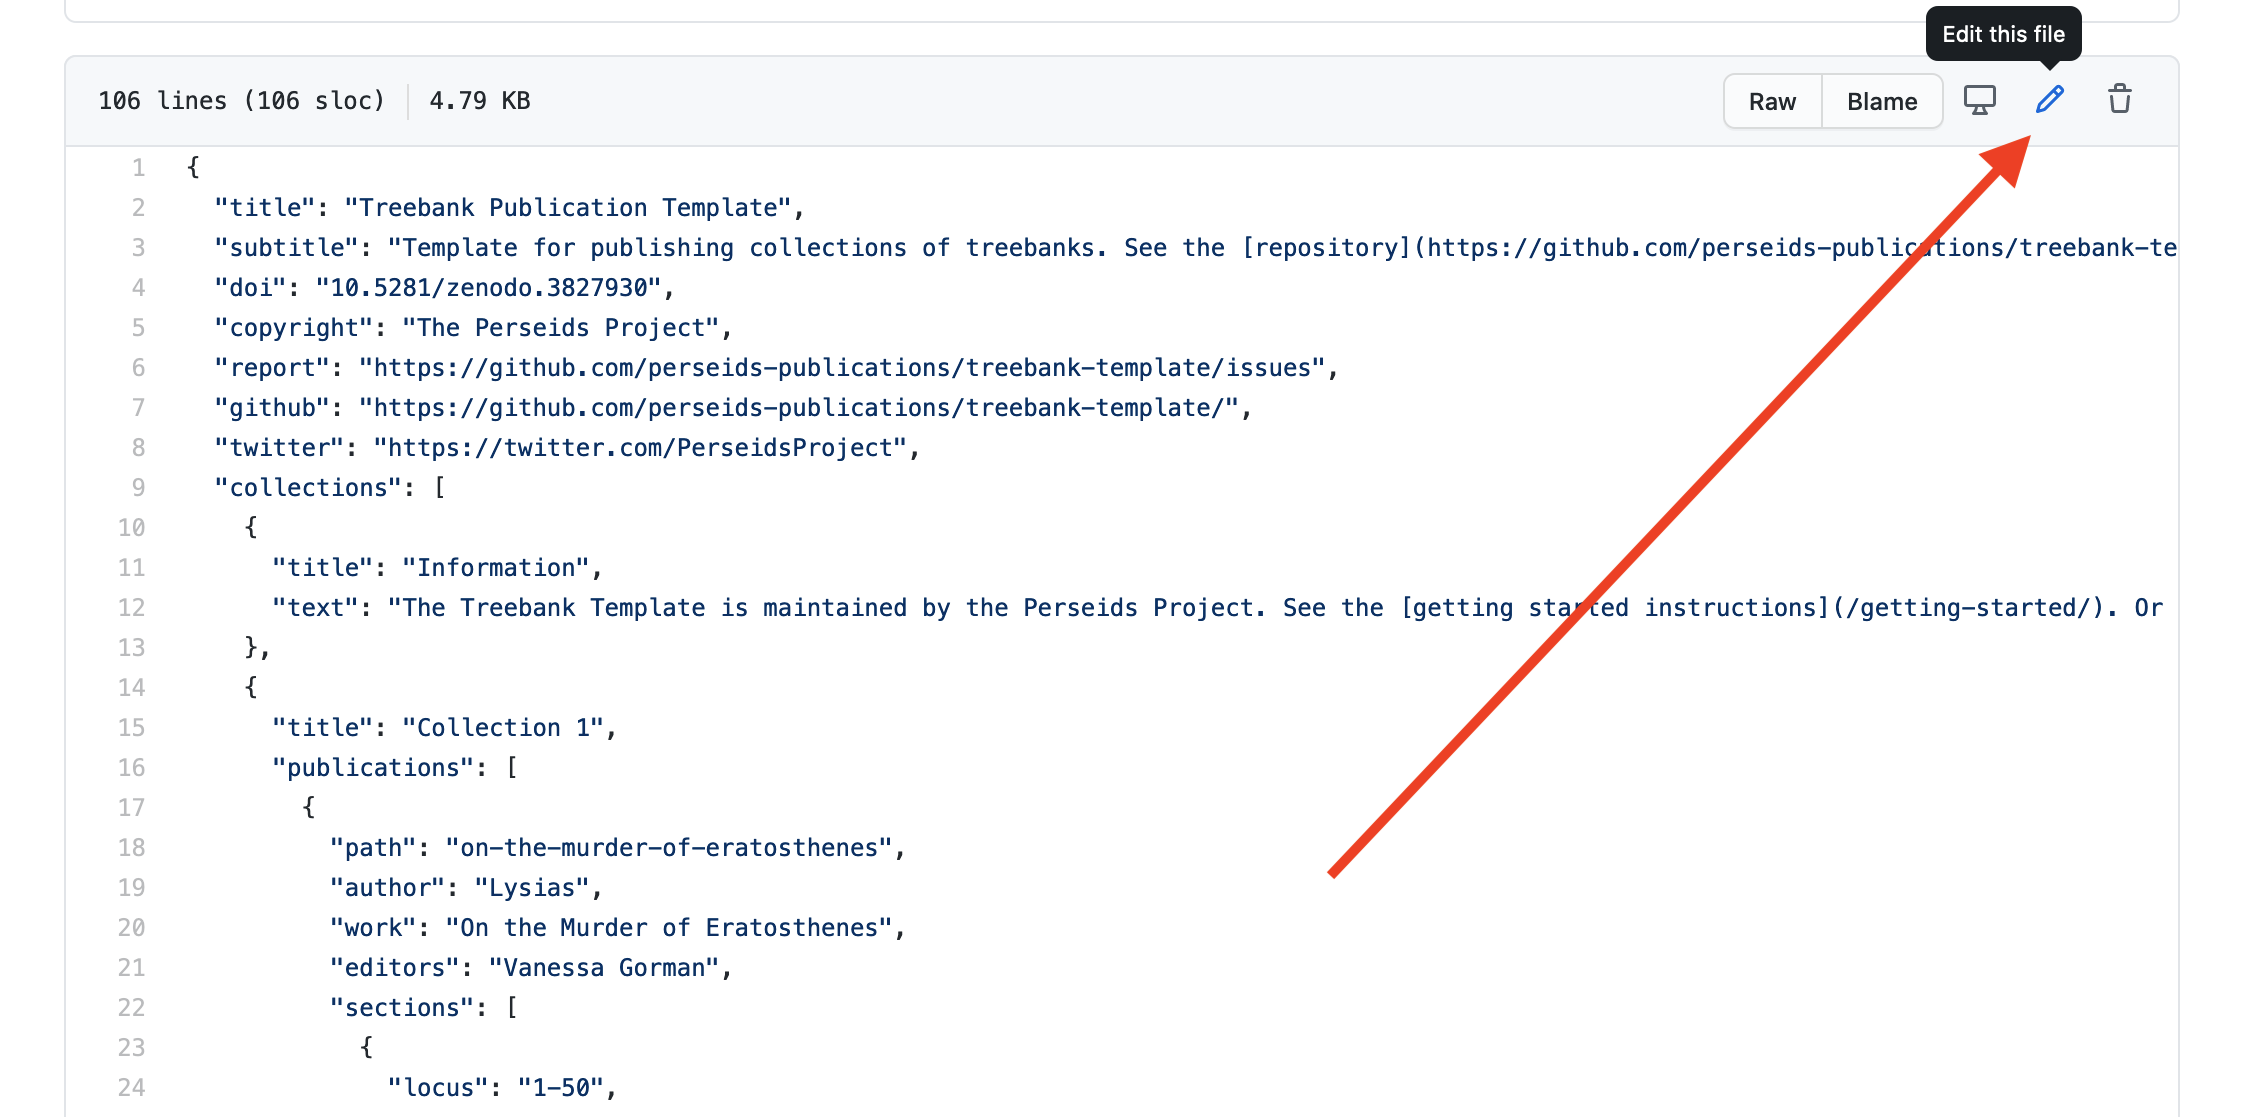 Edit this file
106 lines (106 sloc) 4.79 KB Raw Blame
1 {
2 "title": "Treebank Publication Template",
3 "subtitle": "Template for publishing collections of treebanks. See the [repository](https://github.com/perseids-publications/treebank-te
4 "doi": "10.5281/zenodo.3827930",
5 "copyright": "The Perseids Project",
6 "report": "https://github.com/perseids-publications/treebank-template/issues",
7 "github": "https://github.com/perseids-publications/treebank-template/",
8 "twitter": "https://twitter.com/PerseidsProject",
9 "collections": [
10 {
11 "title": "Information",
12 "text": "The Treebank Template is maintained by the Perseids Project. See the [getting started instructions](/getting-started/). Or
13 },
14 {
15 "title": "Collection 1",
16 "publications": [
17 {
18 "path": "on-the-murder-of-eratosthenes",
19 "author": "Lysias",
20 "work": "On the Murder of Eratosthenes",
21 "editors": "Vanessa Gorman",
22 "sections": [
23 {
24 "locus": "1-50",